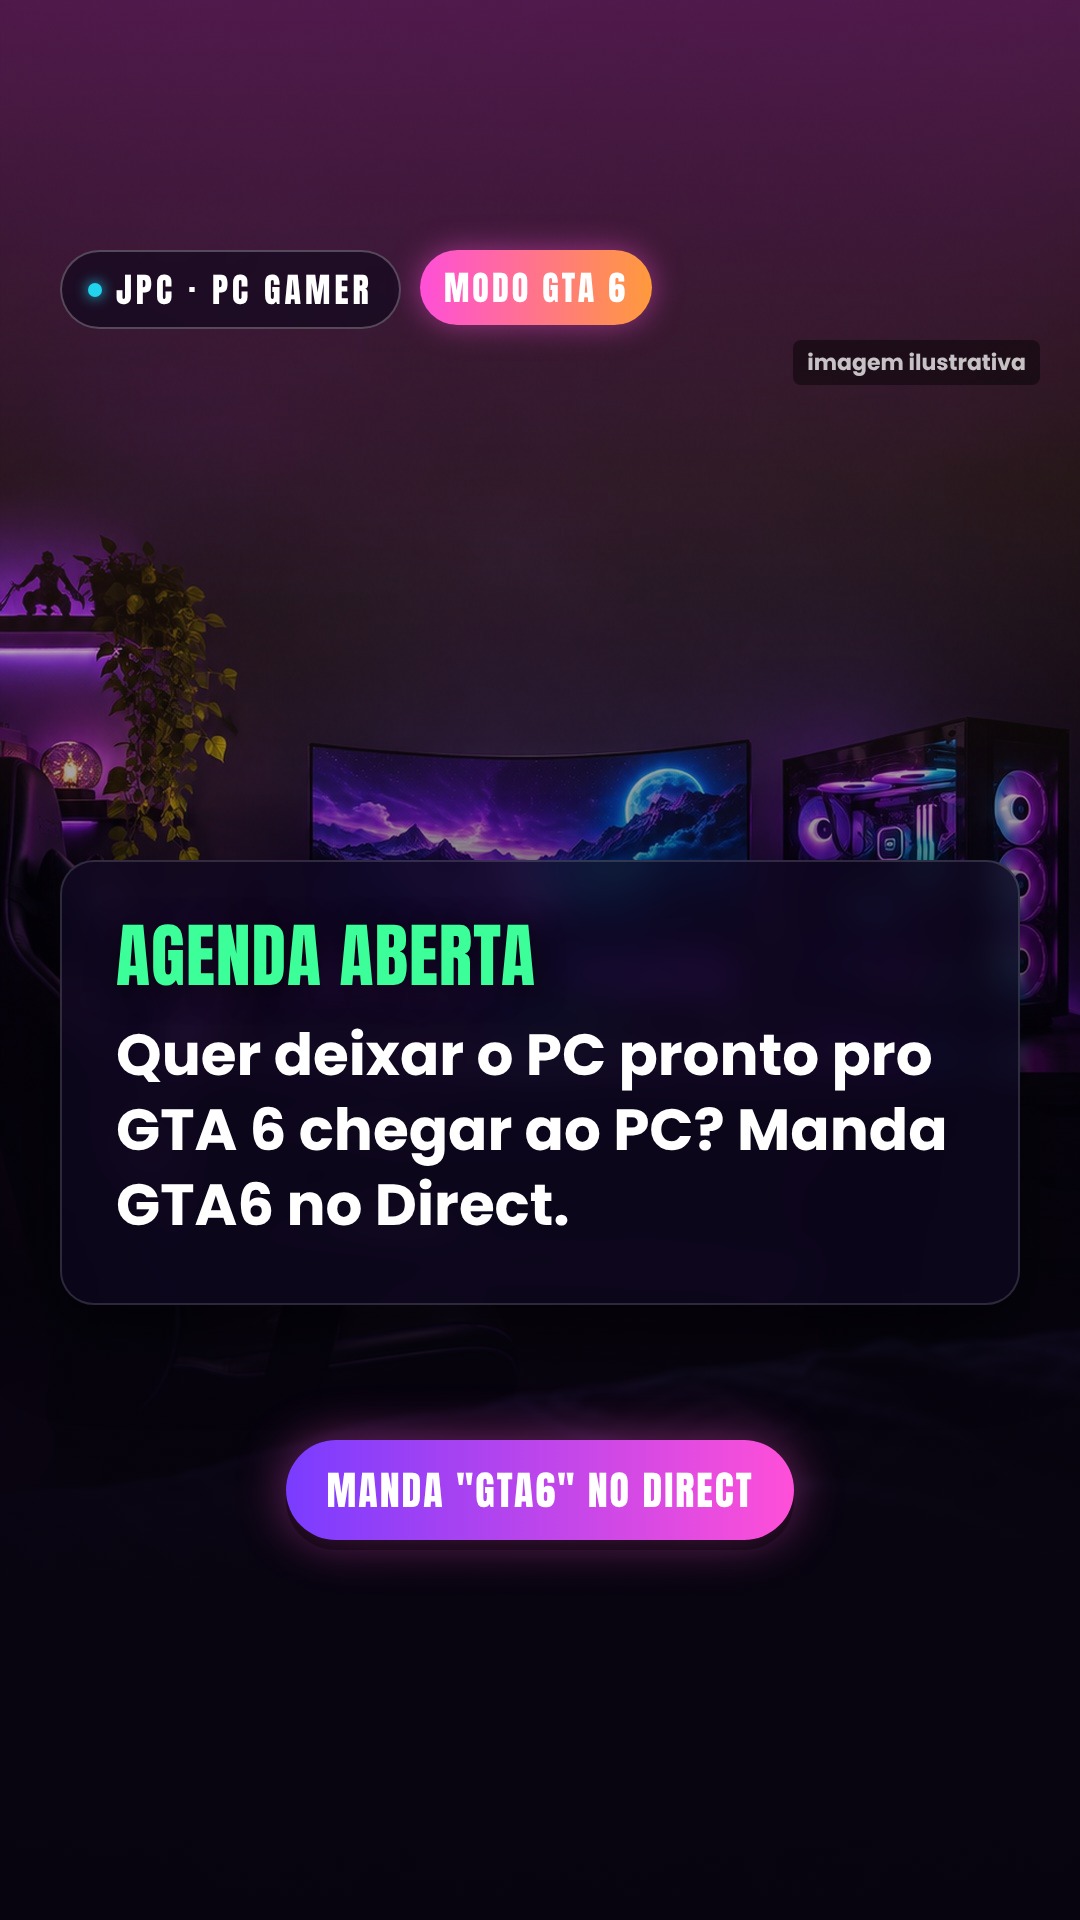 JPC · PC GAMER
MODO GTA 6
imagem ilustrativa
AGENDA ABERTA
Quer deixar o PC pronto pro
GTA 6 chegar ao PC? Manda
GTA6 no Direct.
MANDA "GTA6" NO DIRECT